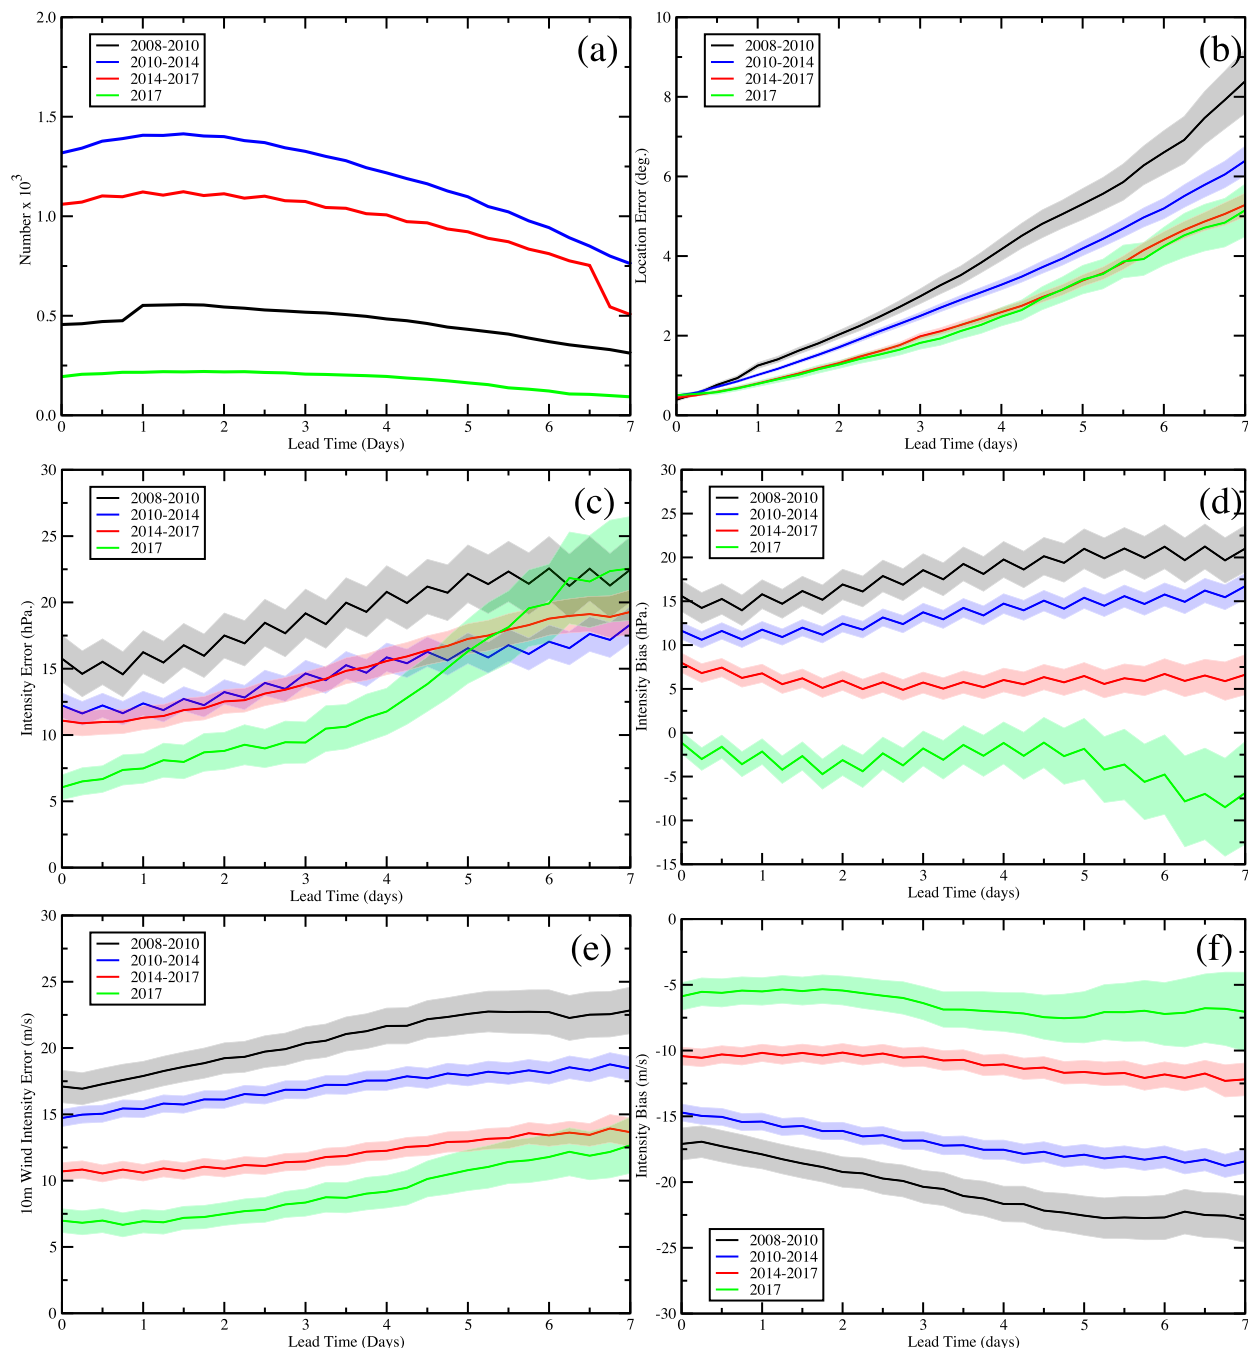 (a)
2008-2010
2010-2014
2014-2017
2017
2.0
1.5
1.0
0.5
0.0
Number x 10³
0 1 2 3 4 5 6 7
Lead Time (Days)
(b)
2008-2010
2010-2014
2014-2017
2017
10
8
6
4
2
0
Location Error (deg.)
0 1 2 3 4 5 6 7
Lead Time (days)
(c)
2008-2010
2010-2014
2014-2017
2017
30
25
20
15
10
5
0
Intensity Error (hPa.)
0 1 2 3 4 5 6 7
Lead Time (days)
(d)
2008-2010
2010-2014
2014-2017
2017
30
25
20
15
10
5
0
-5
-10
-15
Intensity Bias (hPa.)
0 1 2 3 4 5 6 7
Lead Time (days)
(e)
2008-2010
2010-2014
2014-2017
2017
30
25
20
15
10
5
0
10m Wind Intensity Error (m/s)
0 1 2 3 4 5 6 7
Lead Time (Days)
(f)
0
-5
-10
-15
-20
-25
-30
Intensity Bias (m/s)
2008-2010
2010-2014
2014-2017
2017
0 1 2 3 4 5 6 7
Lead Time (days)